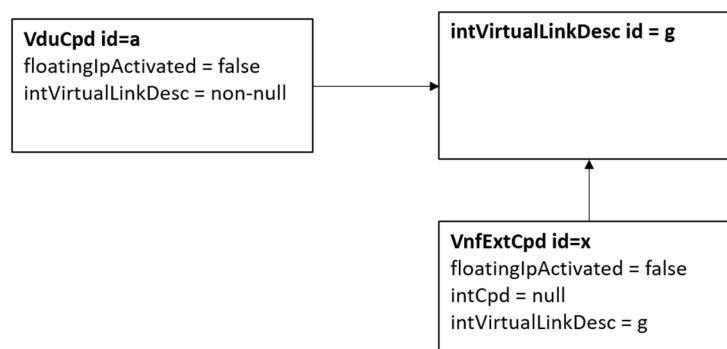 VduCpd id=a
floatingIpActivated = false
intVirtualLinkDesc = non-null
intVirtualLinkDesc id = g
VnfExtCpd id=x
floatingIpActivated = false
intCpd = null
intVirtualLinkDesc = g